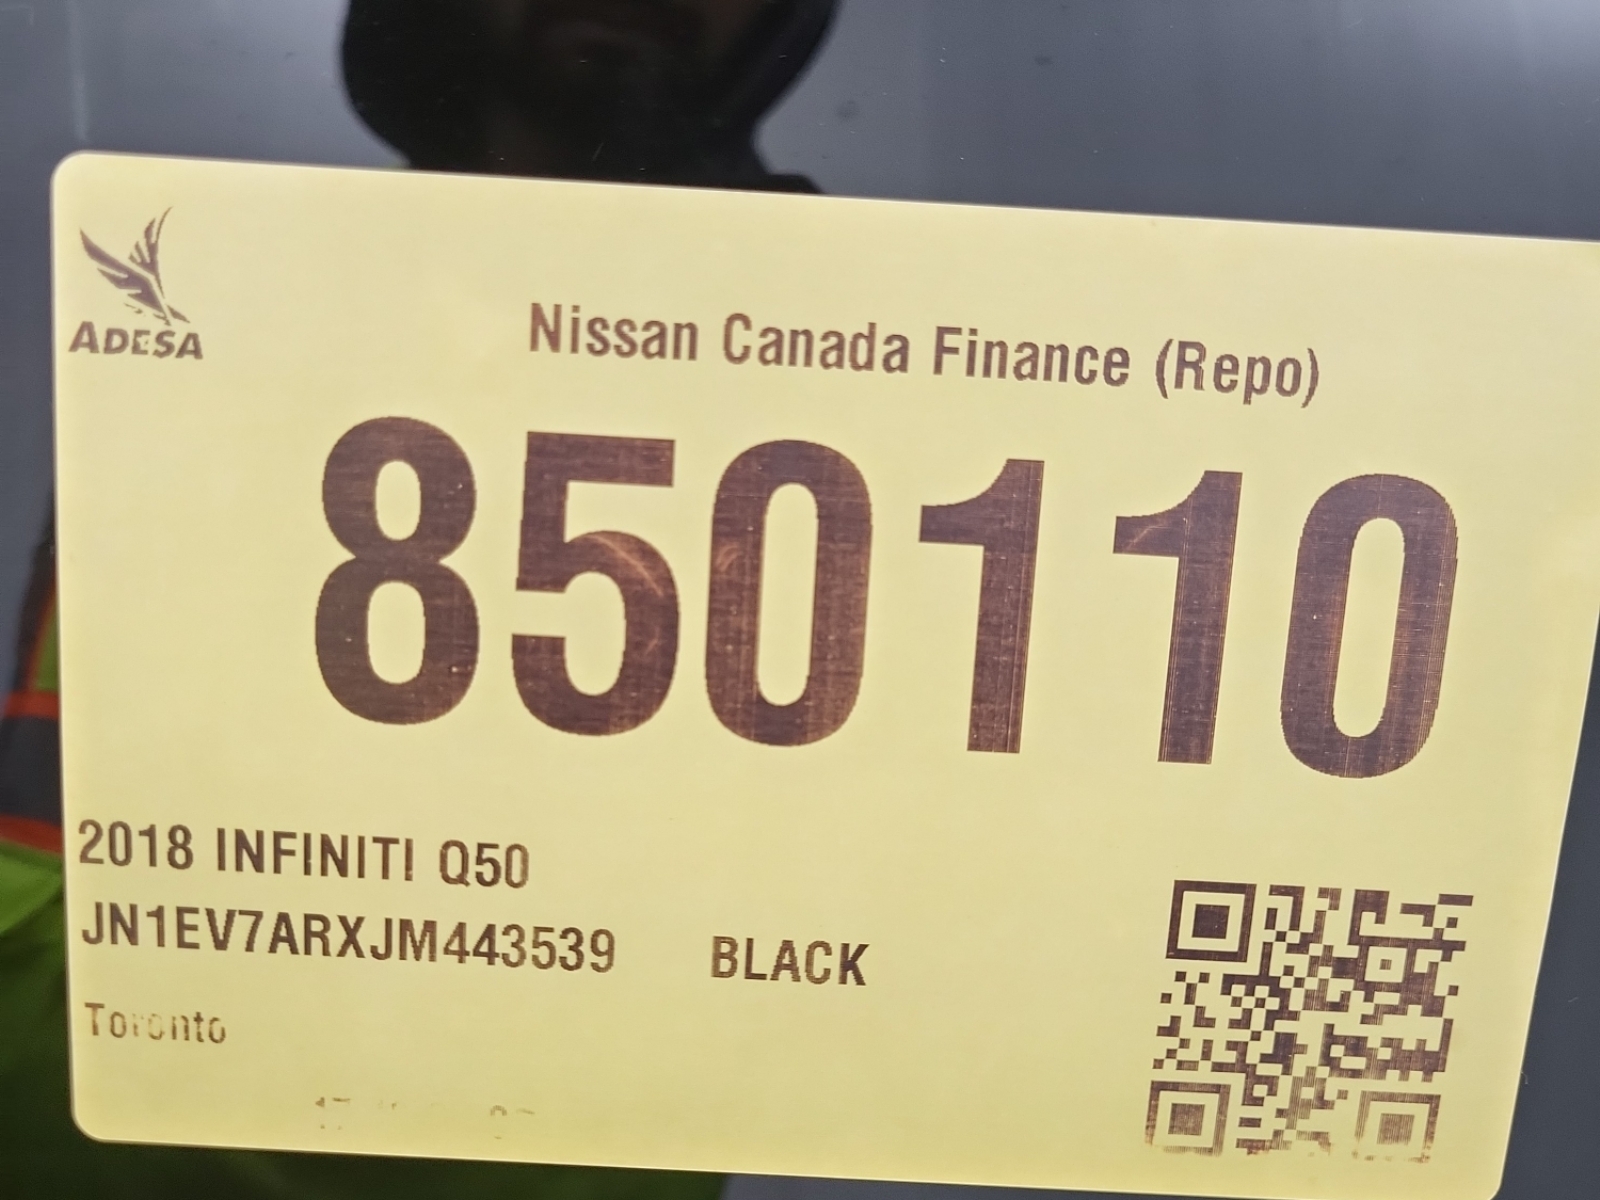 ADESA
Nissan Canada Finance (Repo)
850110
2018 INFINITI Q50
JN1EV7ARXJM443539 BLACK
Toronto